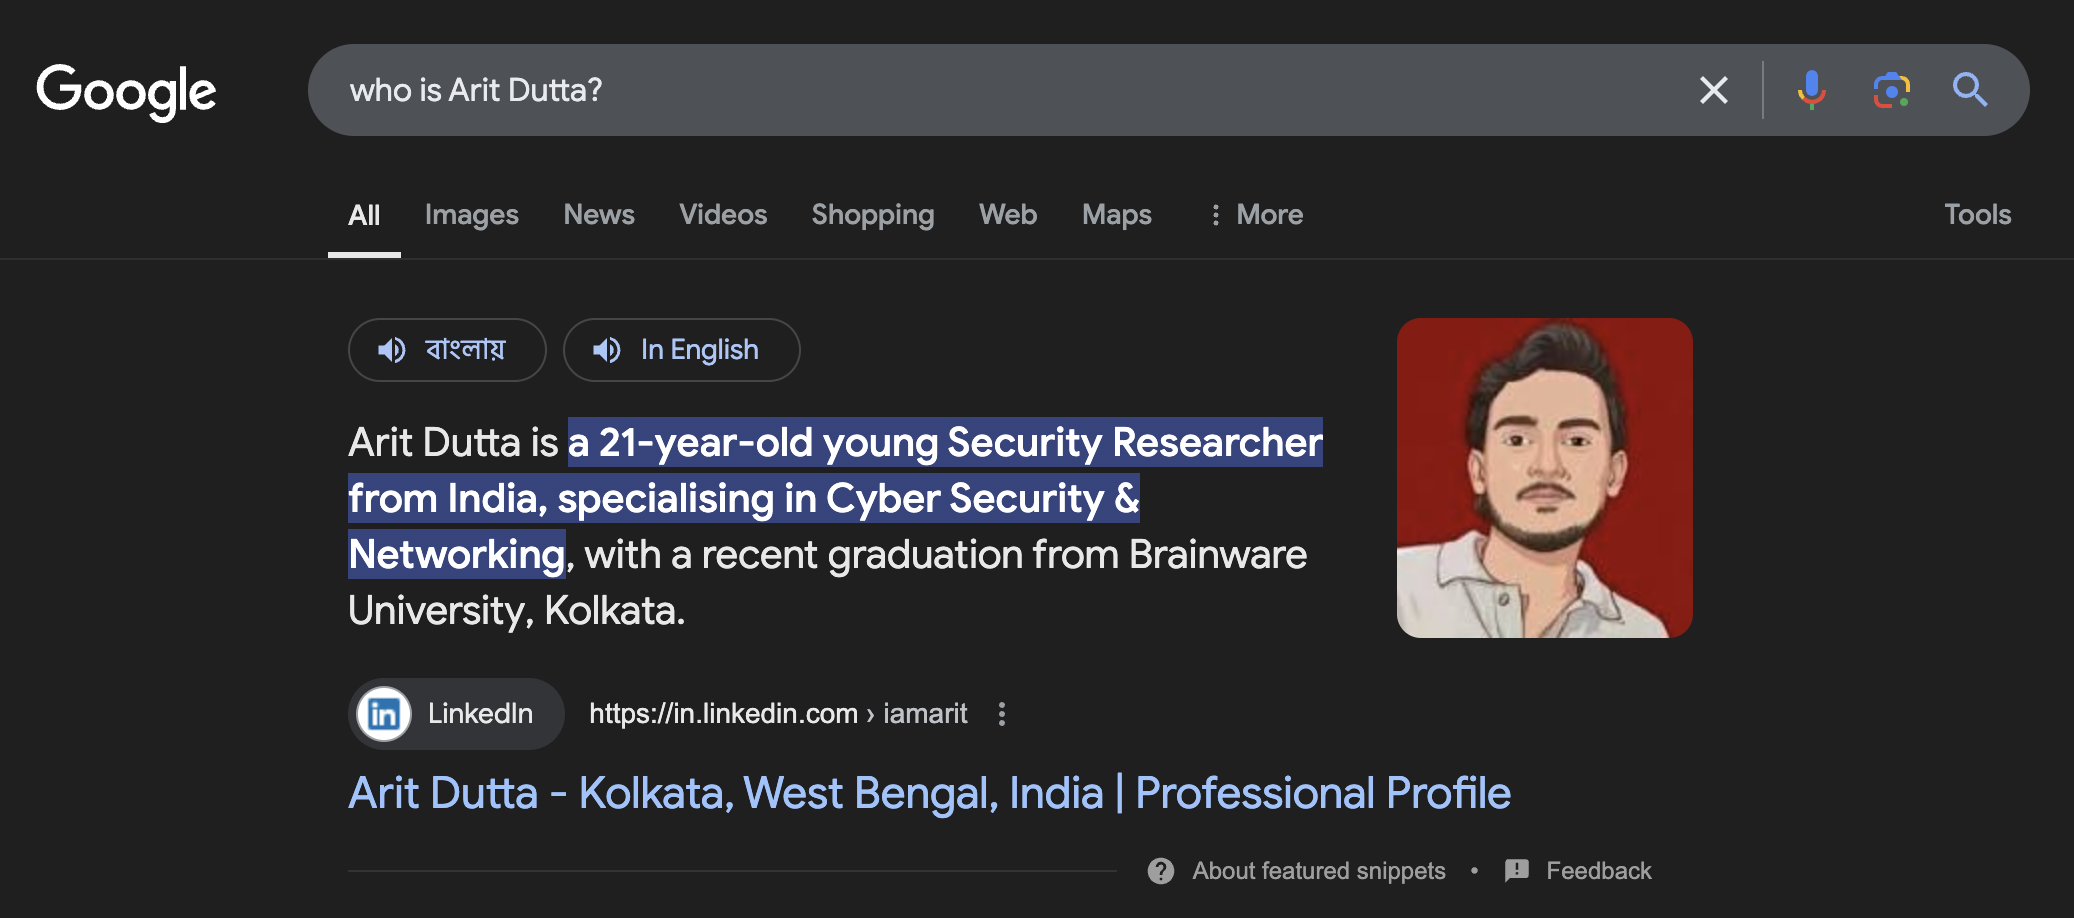 Google
who is Arit Dutta?
All Images News Videos Shopping Web Maps More Tools
বাংলায় In English
Arit Dutta is a 21-year-old young Security Researcher
from India, specialising in Cyber Security &
Networking, with a recent graduation from Brainware
University, Kolkata.
in LinkedIn https://in.linkedin.com › iamarit
Arit Dutta - Kolkata, West Bengal, India | Professional Profile
About featured snippets • Feedback